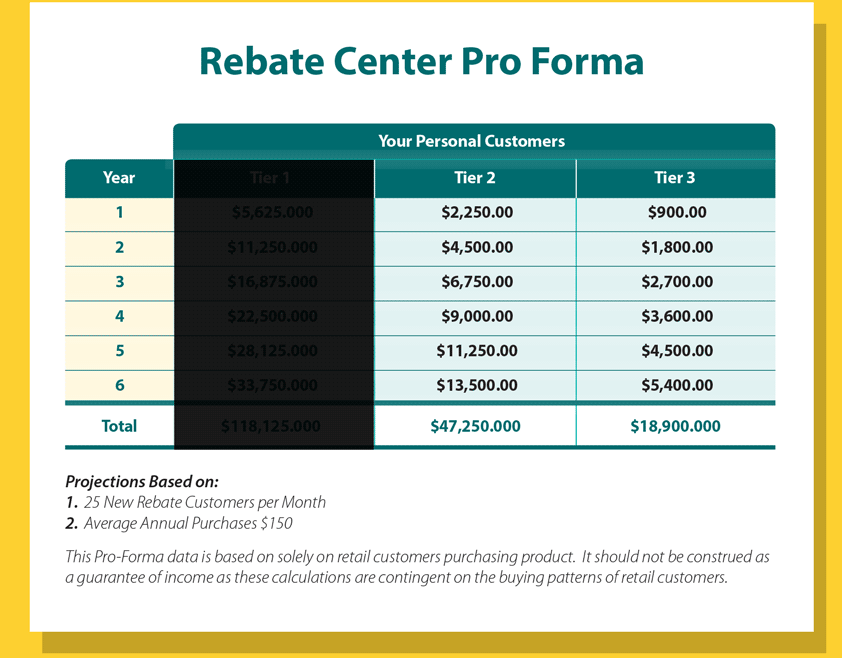 Rebate Center Pro Forma
Your Personal Customers
Year Tier 1 Tier 2 Tier 3
1 $5,625.000 $2,250.00 $900.00
2 $11,250.000 $4,500.00 $1,800.00
3 $16,875.000 $6,750.00 $2,700.00
4 $22,500.000 $9,000.00 $3,600.00
5 $28,125.000 $11,250.00 $4,500.00
6 $33,750.000 $13,500.00 $5,400.00
Total $118,125.000 $47,250.000 $18,900.000
Projections Based on:
1. 25 New Rebate Customers per Month
2. Average Annual Purchases $150
This Pro-Forma data is based on solely on retail customers purchasing product. It should not be construed as
a guarantee of income as these calculations are contingent on the buying patterns of retail customers.